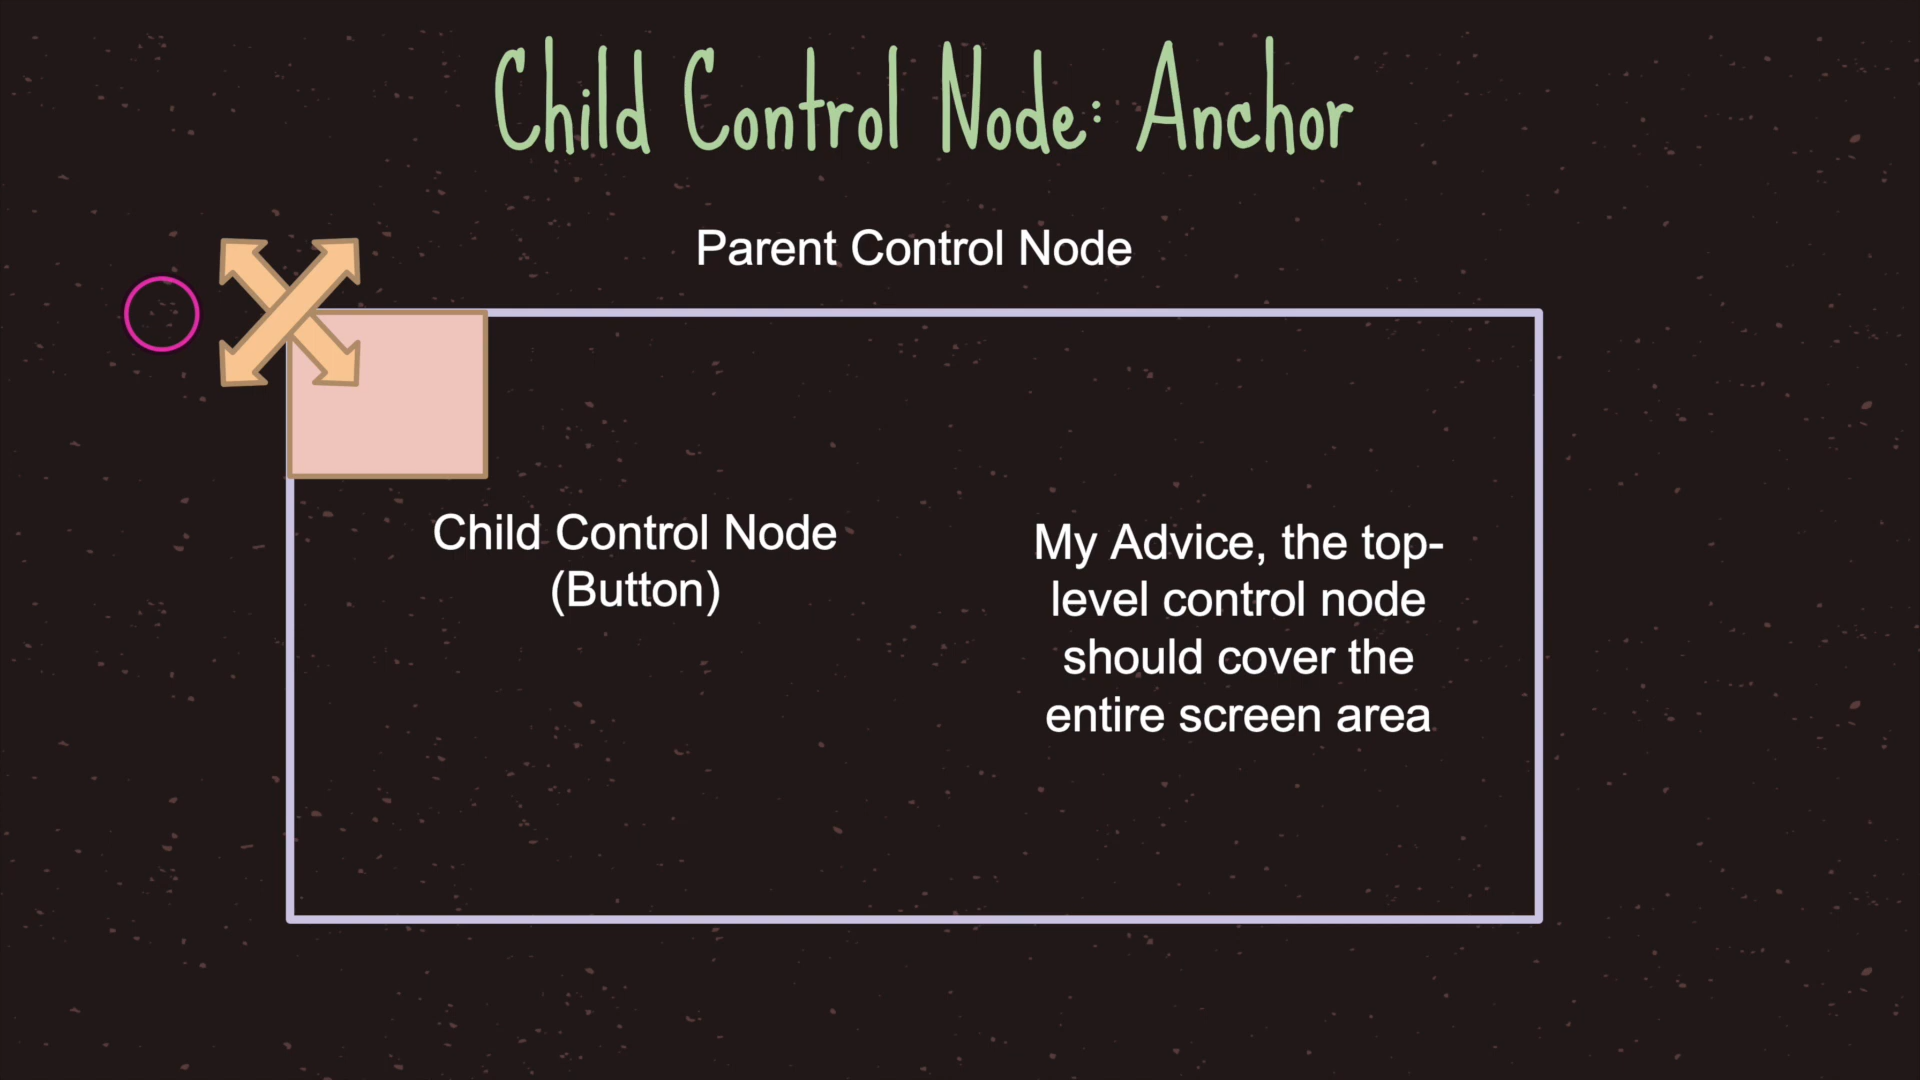 Child Control Node: Anchor
Parent Control Node
Child Control Node
(Button)
My Advice, the top-
level control node
should cover the
entire screen area